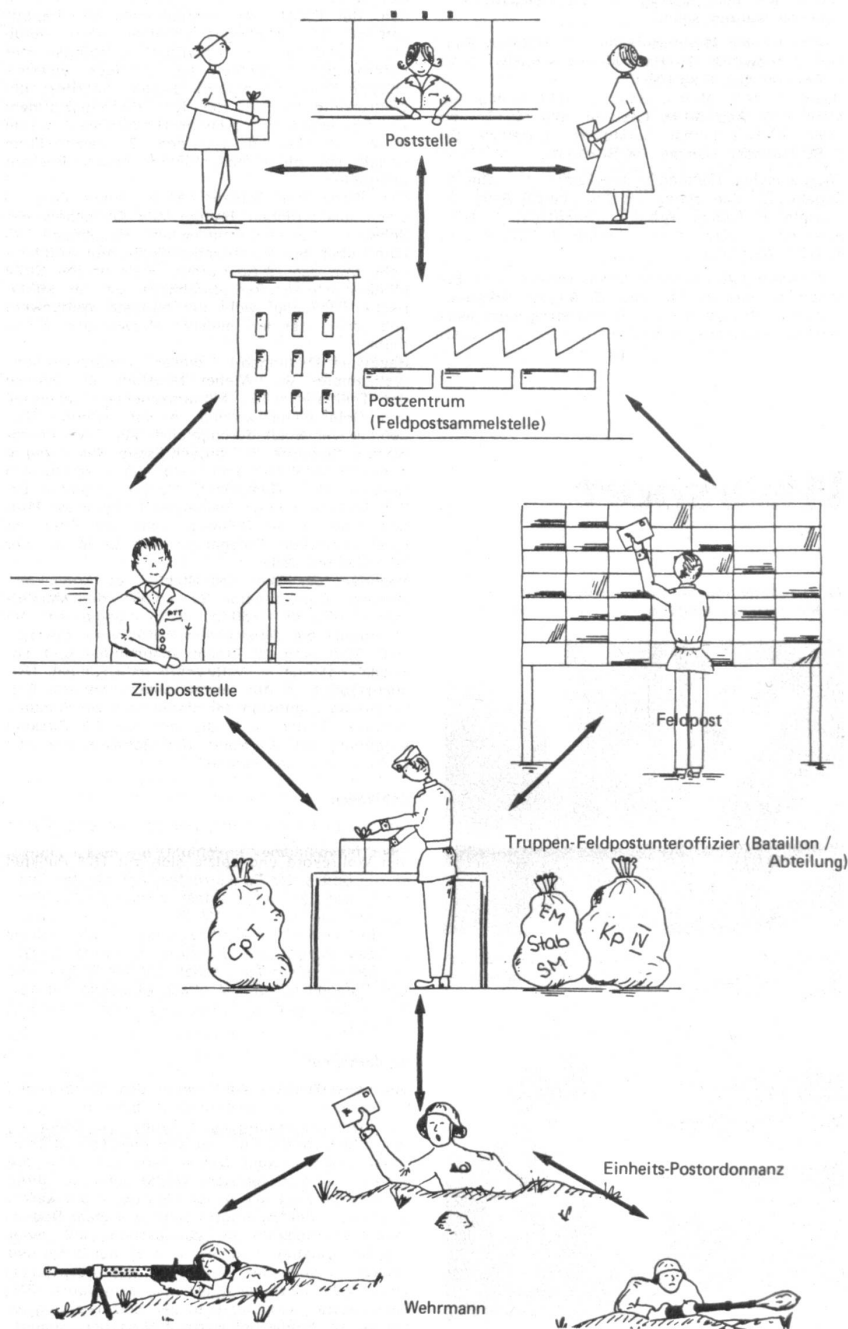 Poststelle
Postzentrum
(Feldpostsammelstelle)
PTT
Zivilpoststelle
Feldpost
Truppen-Feldpostunteroffizier (Bataillon /
Abteilung)
Cp I
EM
Stab
SM
Kp IV
Einheits-Postordonnanz
Wehrmann